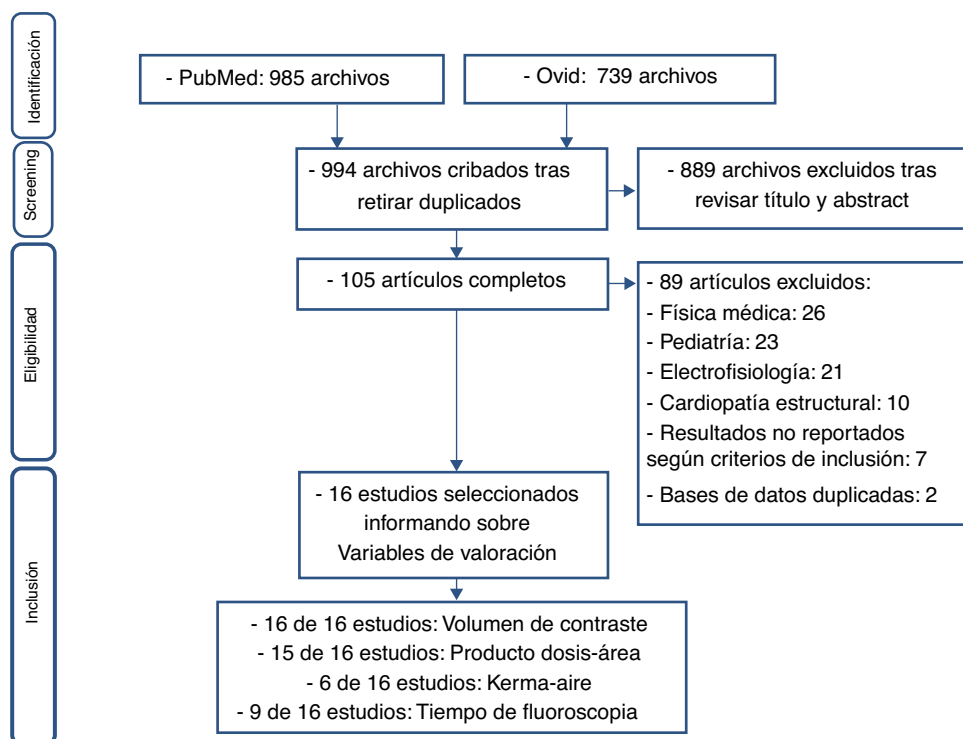 Identificación
- PubMed: 985 archivos
- Ovid: 739 archivos
Screening
- 994 archivos cribados tras
retirar duplicados
- 889 archivos excluidos tras
revisar título y abstract
Eligibilidad
- 105 artículos completos
- 89 artículos excluidos:
- Física médica: 26
- Pediatría: 23
- Electrofisiología: 21
- Cardiopatía estructural: 10
- Resultados no reportados
según criterios de inclusión: 7
- Bases de datos duplicadas: 2
Inclusión
- 16 estudios seleccionados
informando sobre
Variables de valoración
- 16 de 16 estudios: Volumen de contraste
- 15 de 16 estudios: Producto dosis-área
- 6 de 16 estudios: Kerma-aire
- 9 de 16 estudios: Tiempo de fluoroscopia